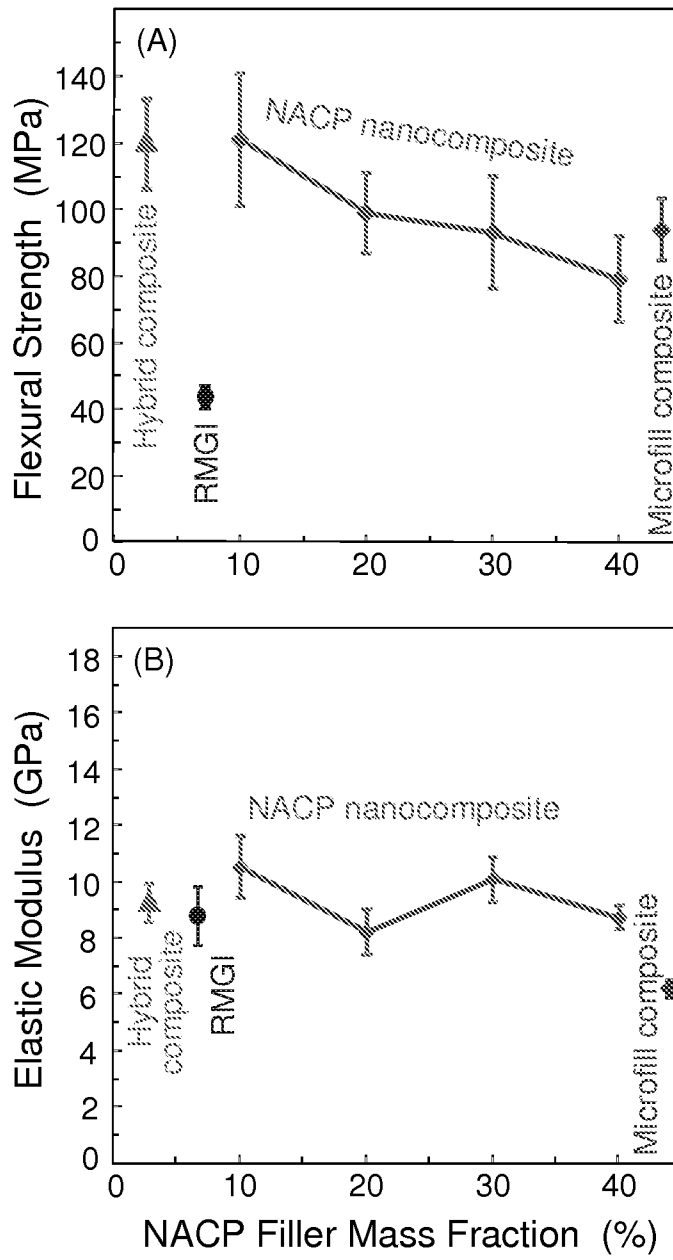 (A)
140
120
100
80
60
40
20
0
Flexural Strength (MPa)
NACP nanocomposite
Hybrid composite
RMGI
Microfill composite
0 10 20 30 40
(B)
18
16
14
12
10
8
6
4
2
0
Elastic Modulus (GPa)
NACP nanocomposite
Hybrid
composite
RMGI
Microfill composite
0 10 20 30 40
NACP Filler Mass Fraction (%)